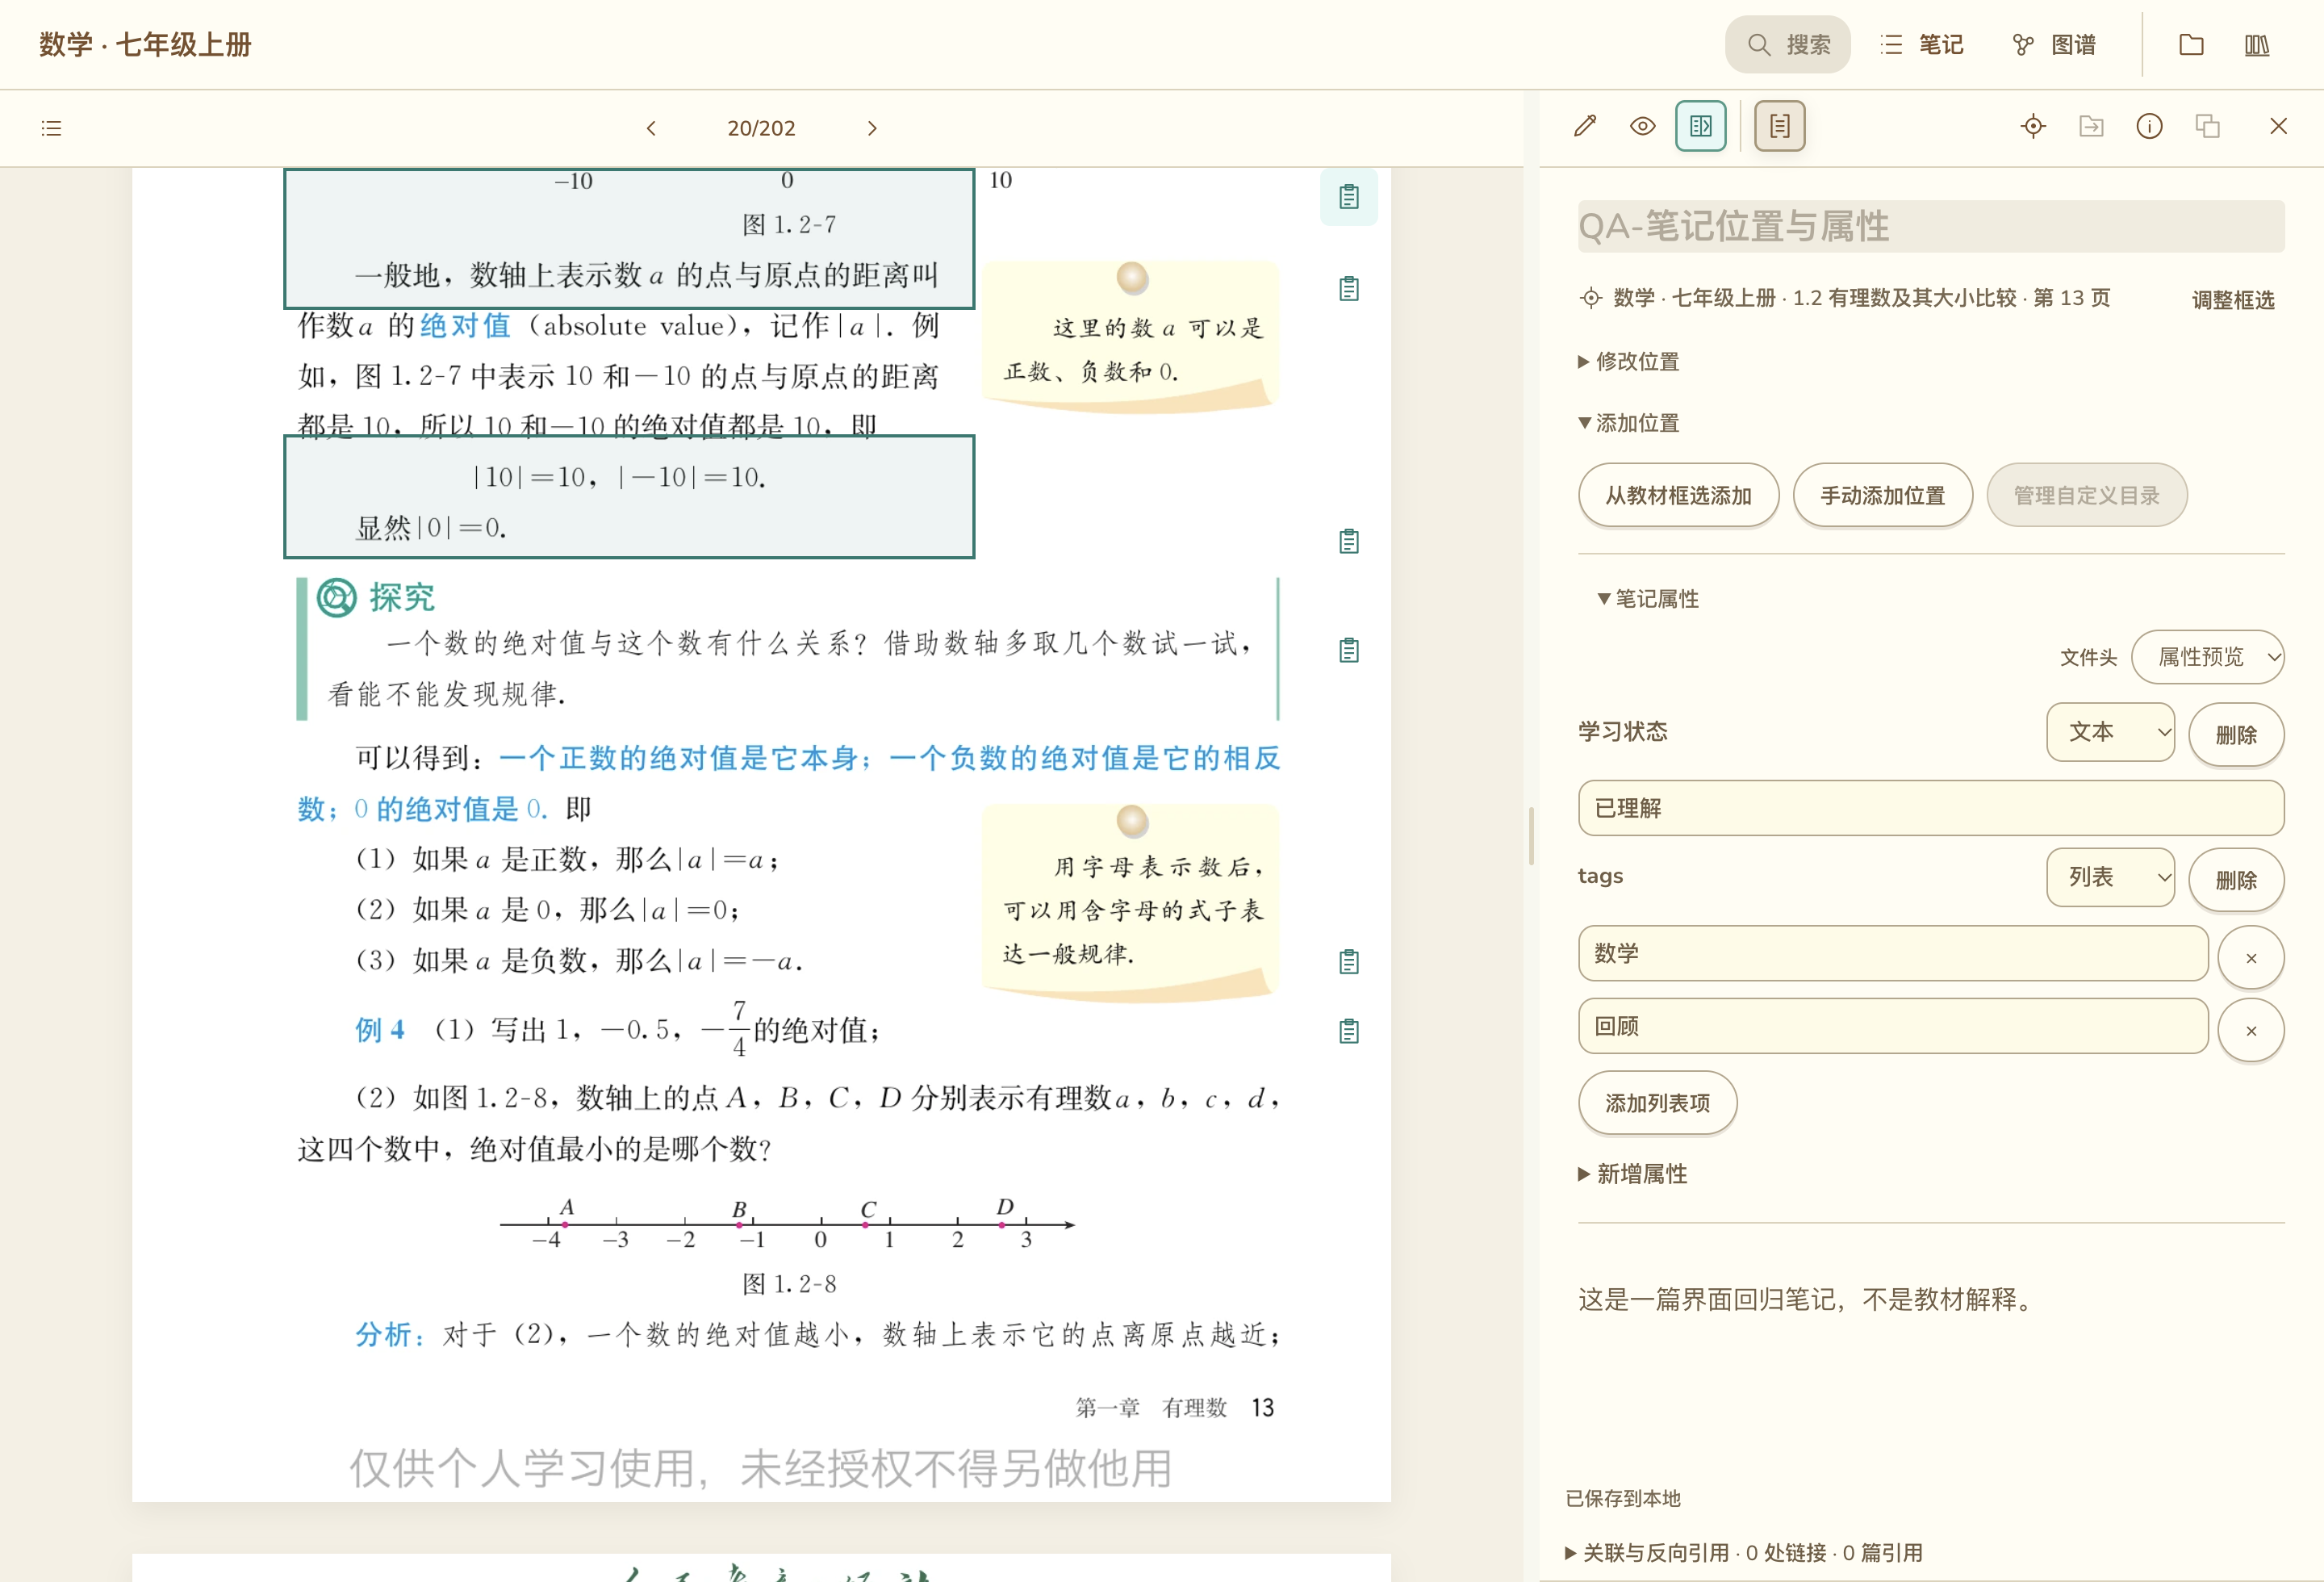 数学 · 七年级上册
搜索
笔记
图谱
20/202
−10
0
10
图 1.2-7
一般地，数轴上表示数 a 的点与原点的距离叫
作数 a 的绝对值（absolute value），记作|a|. 例
如，图 1.2-7 中表示 10 和－10 的点与原点的距离
都是 10，所以 10 和－10 的绝对值都是 10，即
|10|＝10，|－10|＝10.
显然|0|＝0.
这里的数 a 可以是
正数、负数和 0.
探究
一个数的绝对值与这个数有什么关系？借助数轴多取几个数试一试，
看能不能发现规律.
可以得到：一个正数的绝对值是它本身；一个负数的绝对值是它的相反
数；0 的绝对值是 0. 即
（1）如果 a 是正数，那么|a|＝a；
（2）如果 a 是 0，那么|a|＝0；
（3）如果 a 是负数，那么|a|＝－a.
用字母表示数后，
可以用含字母的式子表
达一般规律.
例 4 （1）写出 1，－0.5，－7/4的绝对值；
（2）如图 1.2-8，数轴上的点 A，B，C，D 分别表示有理数 a，b，c，d，
这四个数中，绝对值最小的是哪个数？
A B C D
−4 −3 −2 −1 0 1 2 3
图 1.2-8
分析：对于（2），一个数的绝对值越小，数轴上表示它的点离原点越近；
第一章 有理数 13
仅供个人学习使用，未经授权不得另做他用
QA-笔记位置与属性
数学 · 七年级上册 · 1.2 有理数及其大小比较 · 第 13 页
调整框选
▶ 修改位置
▼ 添加位置
从教材框选添加
手动添加位置
管理自定义目录
▼ 笔记属性
文件头
属性预览
学习状态
文本
删除
已理解
tags
列表
删除
数学
×
回顾
×
添加列表项
▶ 新增属性
这是一篇界面回归笔记，不是教材解释。
已保存到本地
▶ 关联与反向引用 · 0 处链接 · 0 篇引用